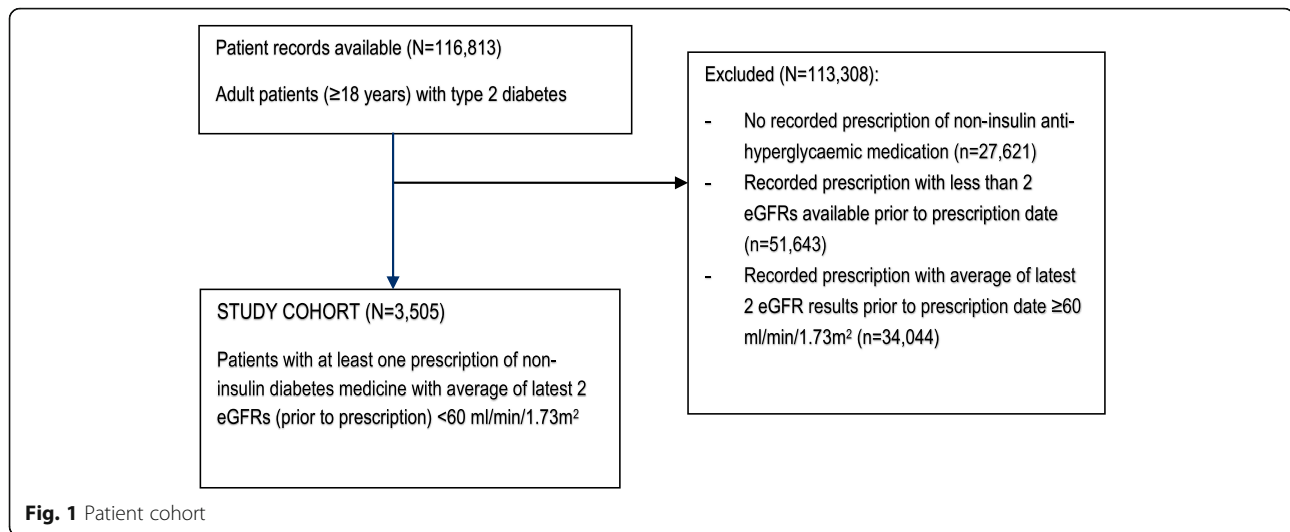 Patient records available (N=116,813)
Adult patients (≥18 years) with type 2 diabetes
Excluded (N=113,308):
- No recorded prescription of non-insulin anti-
hyperglycaemic medication (n=27,621)
- Recorded prescription with less than 2
eGFRs available prior to prescription date
(n=51,643)
- Recorded prescription with average of latest
2 eGFR results prior to prescription date ≥60
ml/min/1.73m² (n=34,044)
STUDY COHORT (N=3,505)
Patients with at least one prescription of non-
insulin diabetes medicine with average of latest 2
eGFRs (prior to prescription) <60 ml/min/1.73m²
Fig. 1 Patient cohort